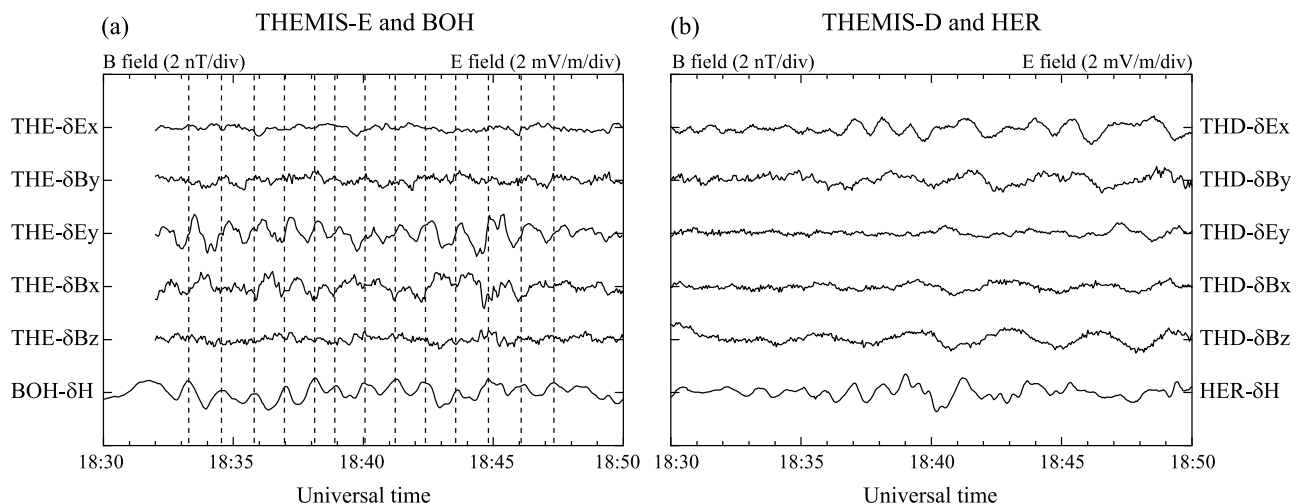 (a)
THEMIS-E and BOH
B field (2 nT/div)
E field (2 mV/m/div)
THE-δEx
THE-δBy
THE-δEy
THE-δBx
THE-δBz
BOH-δH
18:30
18:35
18:40
18:45
18:50
Universal time
(b)
THEMIS-D and HER
B field (2 nT/div)
E field (2 mV/m/div)
THD-δEx
THD-δBy
THD-δEy
THD-δBx
THD-δBz
HER-δH
18:30
18:35
18:40
18:45
18:50
Universal time